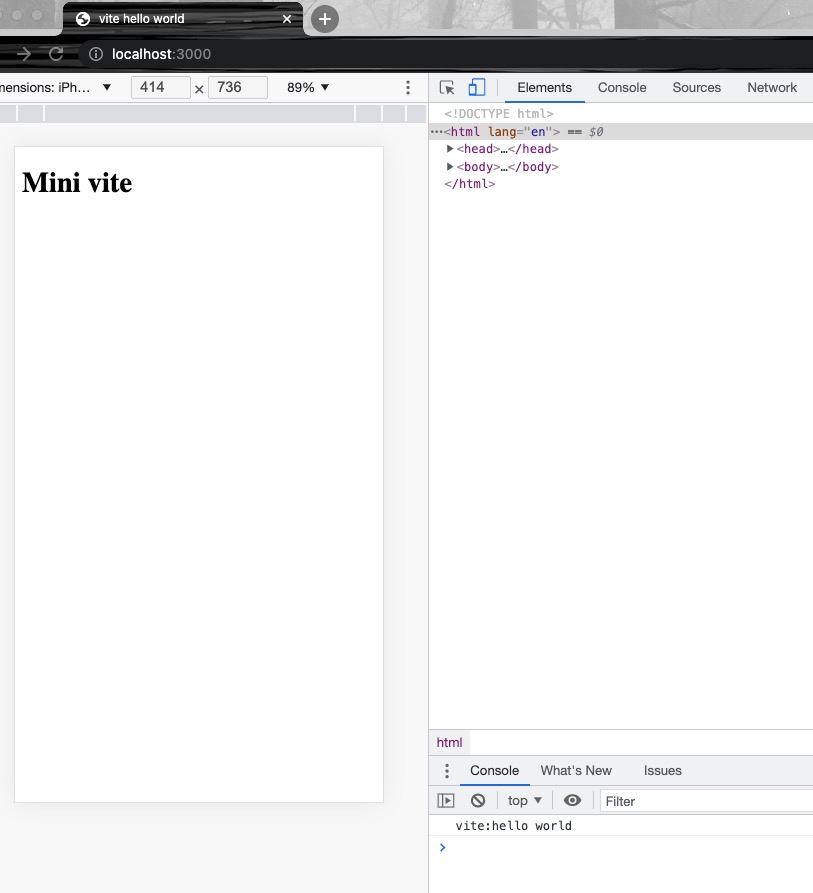 vite hello world
localhost:3000
mensions: iPh... ▼ 414 × 736 89% ▼
Elements Console Sources Network
<!DOCTYPE html>
…<html lang="en"> == $0
▶<head>…</head>
▶<body>…</body>
</html>
Mini vite
html
Console What's New Issues
top ▼ Filter
vite:hello world
>